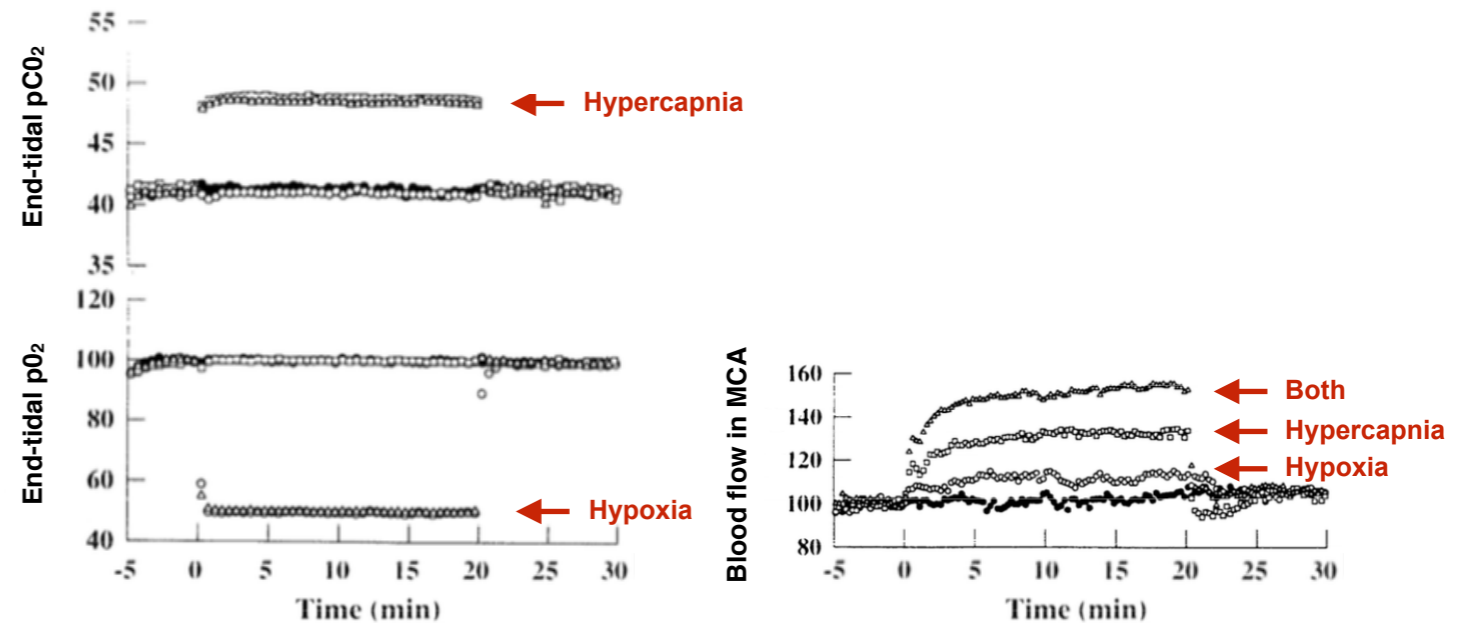 End-tidal pC0₂
55
50
45
40
35
Hypercapnia
End-tidal p0₂
120
100
80
60
40
Hypoxia
-5 0 5 10 15 20 25 30
Time (min)
Blood flow in MCA
160
140
120
100
80
Both
Hypercapnia
Hypoxia
-5 0 5 10 15 20 25 30
Time (min)